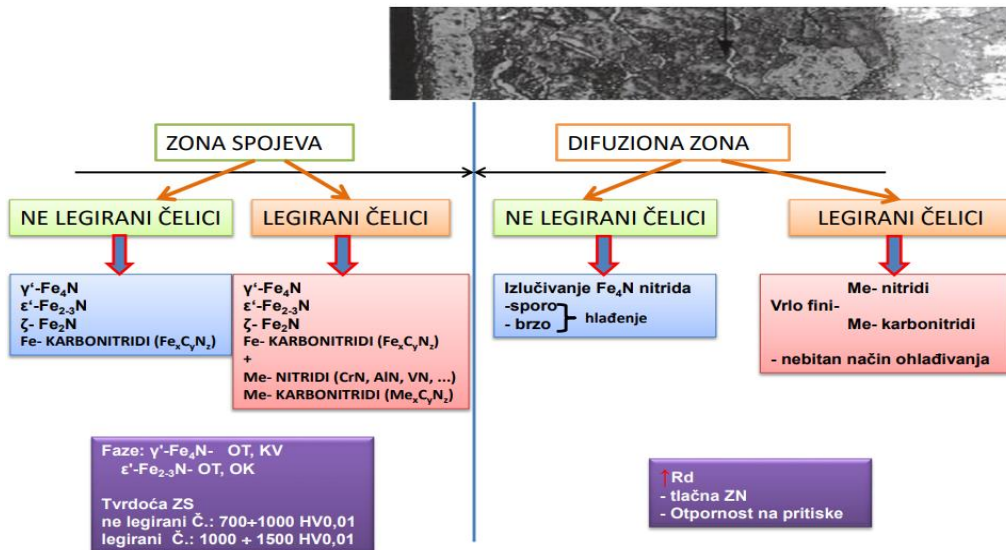 ZONA SPOJEVA
DIFUZIONA ZONA
NE LEGIRANI ČELICI
LEGIRANI ČELICI
NE LEGIRANI ČELICI
LEGIRANI ČELICI
γ‘-Fe₄N
ε‘-Fe₂₋₃N
ζ- Fe₂N
Fe- KARBONITRIDI (FeₓCᵧN_z)
γ‘-Fe₄N
ε‘-Fe₂₋₃N
ζ- Fe₂N
Fe- KARBONITRIDI (FeₓCᵧN_z)
+
Me- NITRIDI (CrN, AlN, VN, ...)
Me- KARBONITRIDI (MeₓCᵧN_z)
Izlučivanje Fe₄N nitrida
-sporo
- brzo
hlađenje
Me- nitridi
Vrlo fini-
Me- karbonitridi
- nebitan način ohlađivanja
Faze: γ'-Fe₄N- OT, KV
ε'-Fe₂₋₃N- OT, OK
Tvrdoća ZS
ne legirani Č.: 700÷1000 HV0,01
legirani Č.: 1000 ÷ 1500 HV0,01
↑Rd
- tlačna ZN
- Otpornost na pritiske